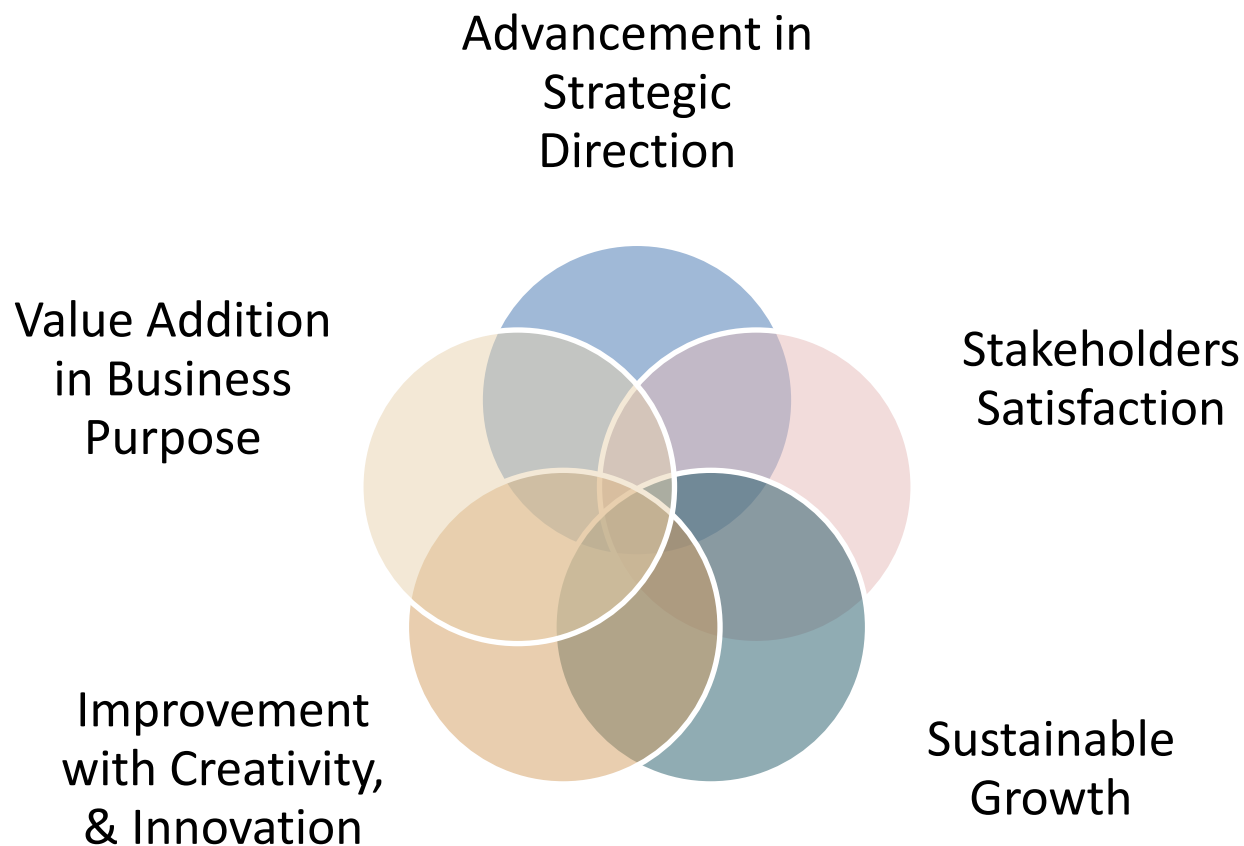 Advancement in
Strategic
Direction
Value Addition
in Business
Purpose
Stakeholders
Satisfaction
Improvement
with Creativity,
& Innovation
Sustainable
Growth